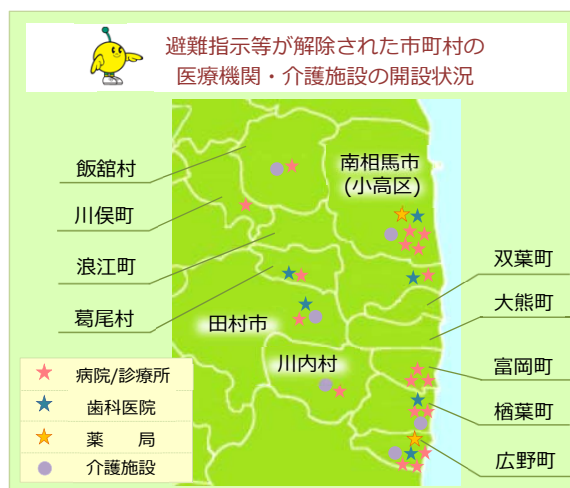 避難指示等が解除された市町村の
医療機関・介護施設の開設状況
飯舘村
川俣町
浪江町
葛尾村
南相馬市
(小高区)
田村市
川内村
双葉町
大熊町
富岡町
楢葉町
広野町
病院/診療所
歯科医院
薬　局
介護施設